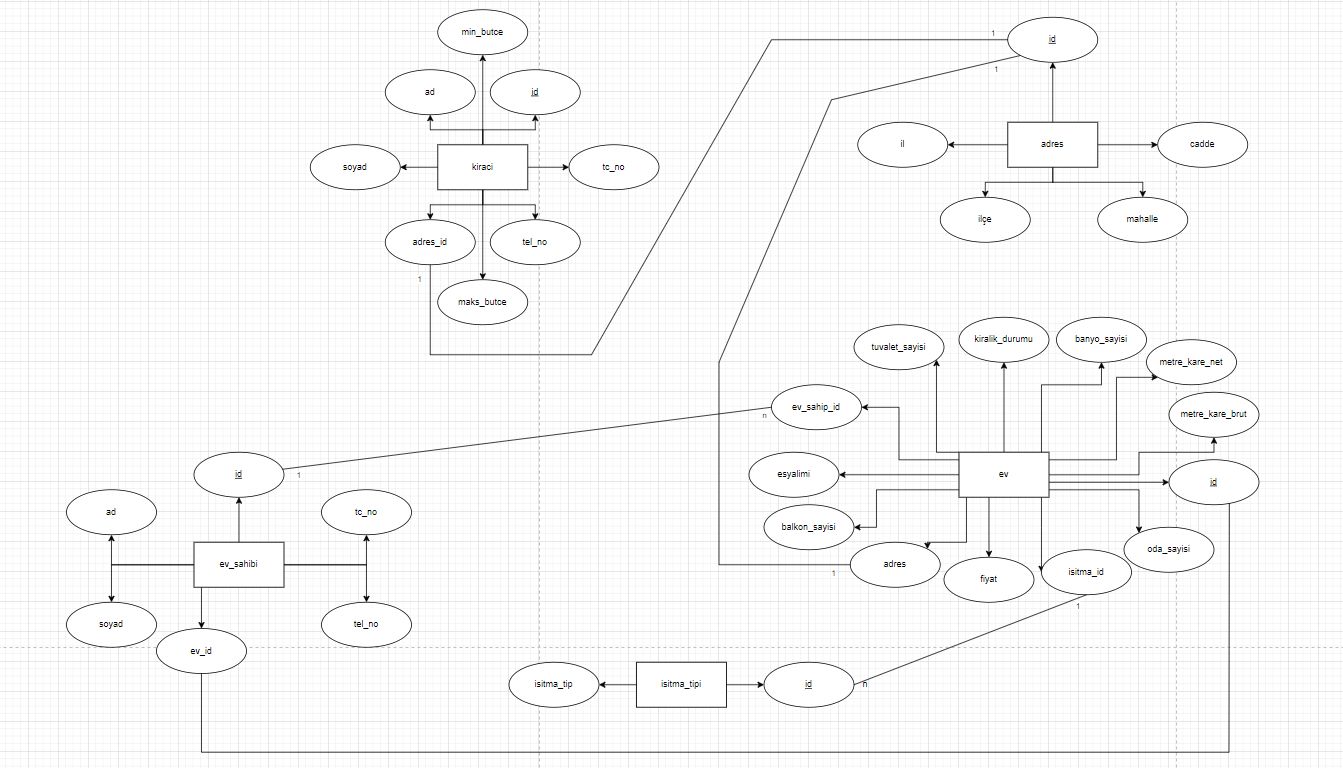 min_butce
ad
id
soyad
kiraci
tc_no
adres_id
tel_no
1
maks_butce
1
id
1
il
adres
cadde
ilçe
mahalle
tuvalet_sayisi
kiralik_durumu
banyo_sayisi
metre_kare_net
ev_sahip_id
n
metre_kare_brut
esyalimi
ev
id
balkon_sayisi
oda_sayisi
adres
1
fiyat
isitma_id
1
id
1
ad
tc_no
ev_sahibi
soyad
tel_no
ev_id
isitma_tip
isitma_tipi
id
n